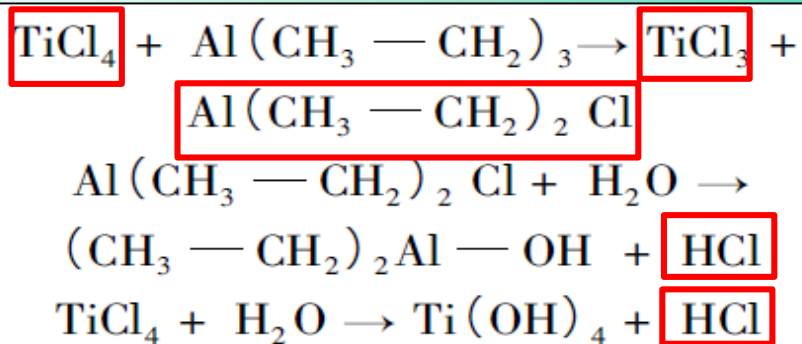 TiCl₄ + Al(CH₃ — CH₂)₃→ TiCl₃ +
Al(CH₃ — CH₂)₂ Cl
Al(CH₃ — CH₂)₂ Cl + H₂O →
(CH₃ — CH₂)₂Al — OH + HCl
TiCl₄ + H₂O → Ti(OH)₄ + HCl